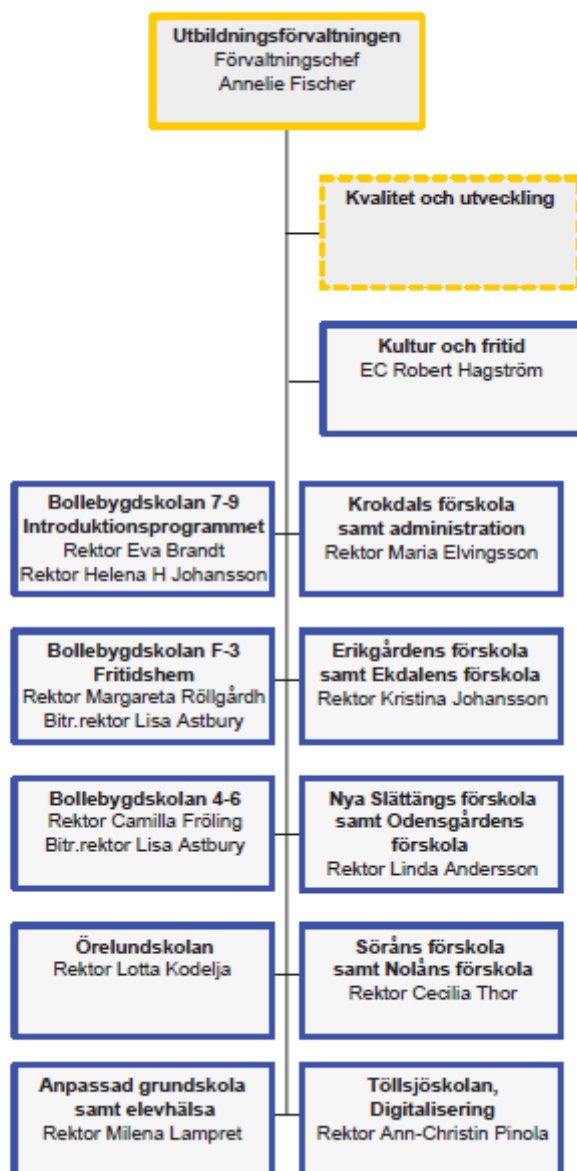 Utbildningsförvaltningen
Förvaltningschef
Annelie Fischer
Kvalitet och utveckling
Kultur och fritid
EC Robert Hagström
Bollebygdskolan 7-9
Introduktionsprogrammet
Rektor Eva Brandt
Rektor Helena H Johansson
Krokdals förskola
samt administration
Rektor Maria Elvingsson
Bollebygdskolan F-3
Fritidshem
Rektor Margareta Röllgårdh
Bitr.rektor Lisa Astbury
Erikgårdens förskola
samt Ekdalens förskola
Rektor Kristina Johansson
Bollebygdskolan 4-6
Rektor Camilla Fröling
Bitr.rektor Lisa Astbury
Nya Slättängs förskola
samt Odensgårdens
förskola
Rektor Linda Andersson
Örelundskolan
Rektor Lotta Kodelja
Söråns förskola
samt Nolåns förskola
Rektor Cecilia Thor
Anpassad grundskola
samt elevhälsa
Rektor Milena Lampret
Töllsjöskolan,
Digitalisering
Rektor Ann-Christin Pinola